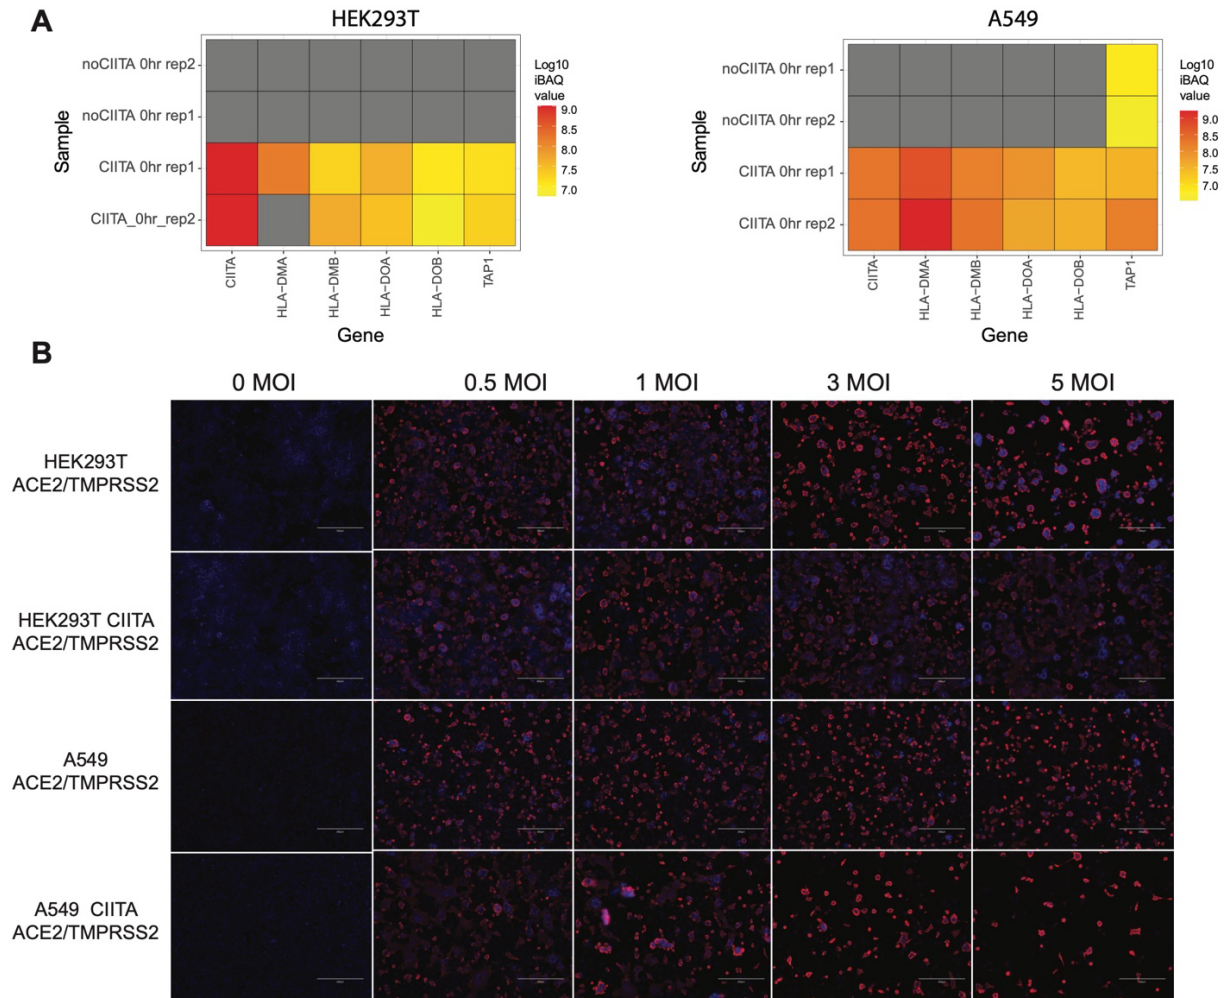 A
HEK293T
noCIITA 0hr rep2
noCIITA 0hr rep1
CIITA 0hr rep1
CIITA_0hr_rep2
Sample
CIITA
HLA-DMA
HLA-DMB
HLA-DOA
HLA-DOB
TAP1
Gene
Log10
iBAQ
value
9.0
8.5
8.0
7.5
7.0
A549
noCIITA 0hr rep1
noCIITA 0hr rep2
CIITA 0hr rep1
CIITA 0hr rep2
Sample
CIITA
HLA-DMA
HLA-DMB
HLA-DOA
HLA-DOB
TAP1
Gene
Log10
iBAQ
value
9.0
8.5
8.0
7.5
7.0
B
0 MOI
0.5 MOI
1 MOI
3 MOI
5 MOI
HEK293T
ACE2/TMPRSS2
HEK293T CIITA
ACE2/TMPRSS2
A549
ACE2/TMPRSS2
A549 CIITA
ACE2/TMPRSS2